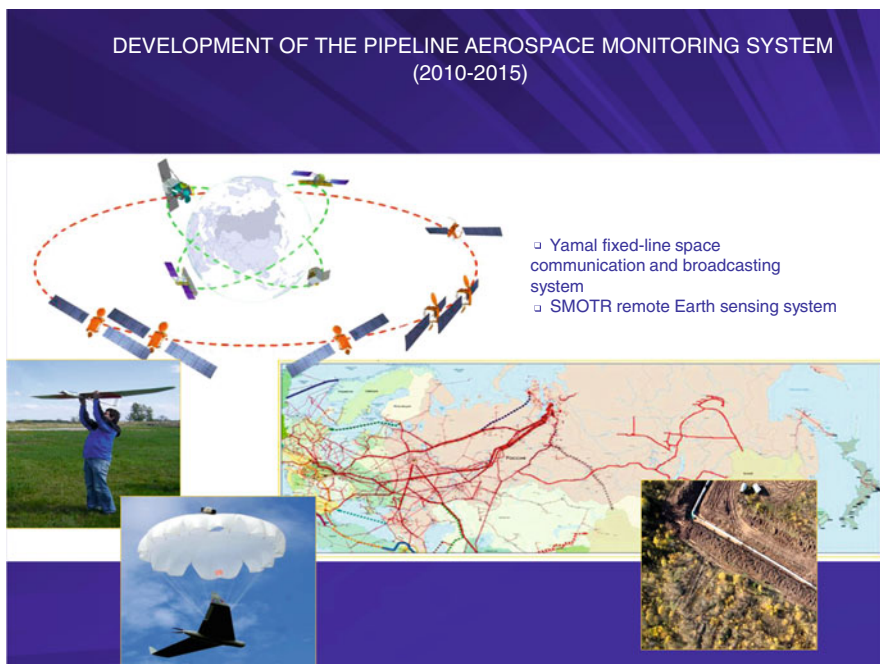 DEVELOPMENT OF THE PIPELINE AEROSPACE MONITORING SYSTEM
(2010-2015)
▫ Yamal fixed-line space
communication and broadcasting
system
▫ SMOTR remote Earth sensing system